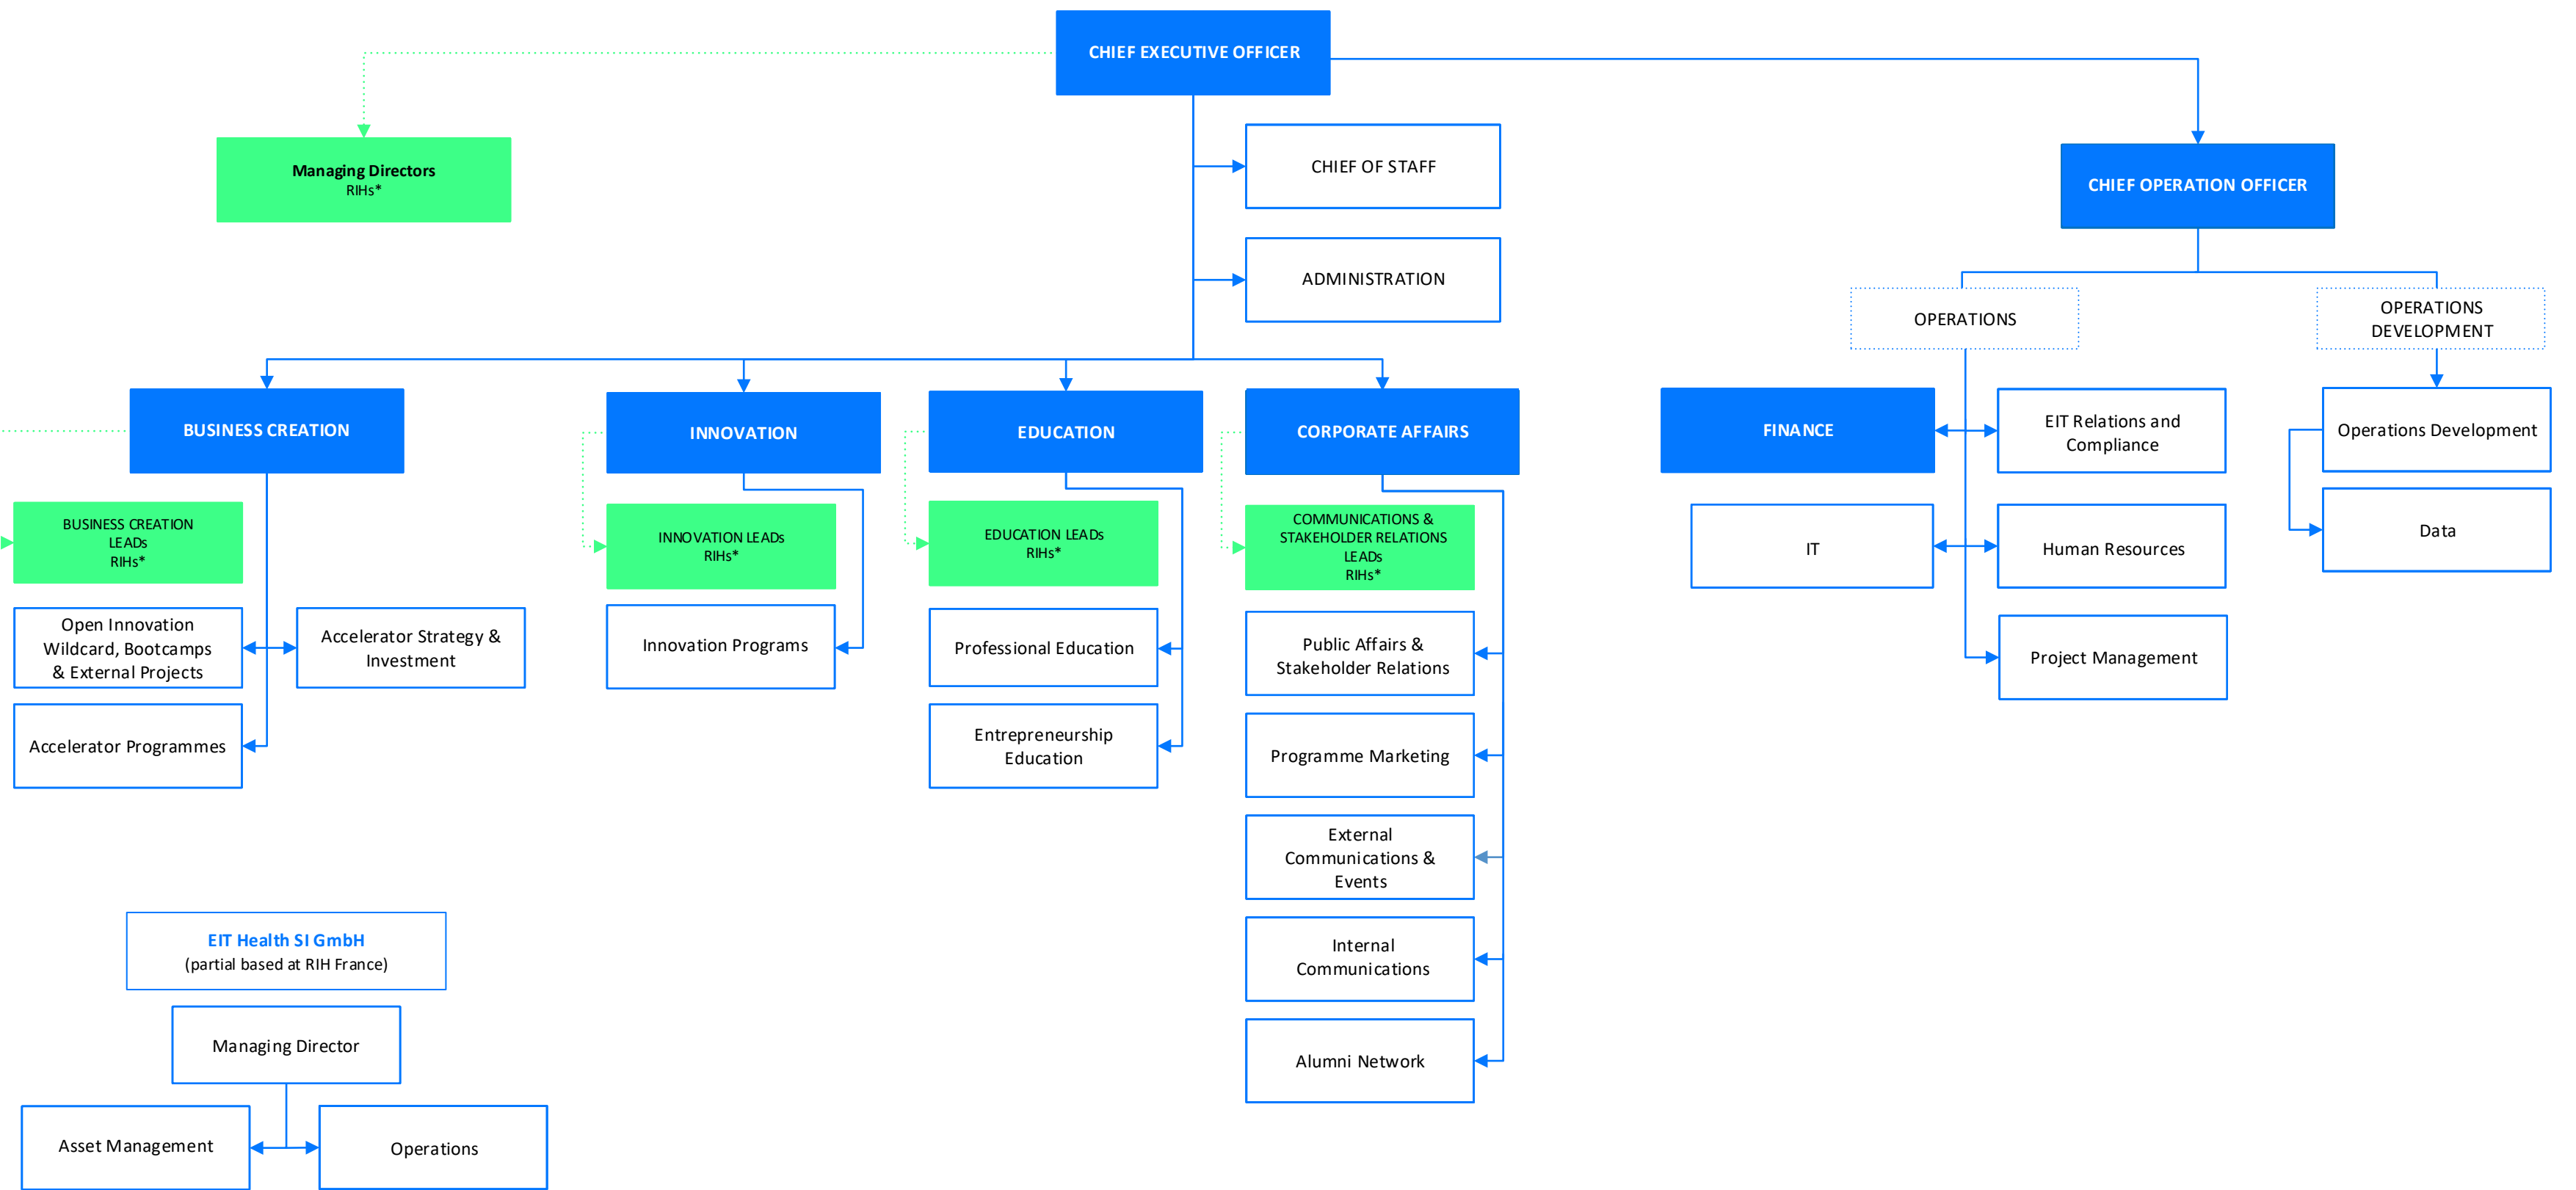 CHIEF EXECUTIVE OFFICER
Managing Directors
RIHs*
CHIEF OF STAFF
ADMINISTRATION
CHIEF OPERATION OFFICER
OPERATIONS
OPERATIONS
DEVELOPMENT
BUSINESS CREATION
INNOVATION
EDUCATION
CORPORATE AFFAIRS
FINANCE
EIT Relations and
Compliance
Operations Development
BUSINESS CREATION
LEADs
RIHs*
INNOVATION LEADs
RIHs*
EDUCATION LEADs
RIHs*
COMMUNICATIONS &
STAKEHOLDER RELATIONS
LEADs
RIHs*
IT
Human Resources
Data
Open Innovation
Wildcard, Bootcamps
& External Projects
Accelerator Strategy &
Investment
Innovation Programs
Professional Education
Public Affairs &
Stakeholder Relations
Project Management
Accelerator Programmes
Entrepreneurship
Education
Programme Marketing
External
Communications &
Events
Internal
Communications
Alumni Network
EIT Health SI GmbH
(partial based at RIH France)
Managing Director
Asset Management
Operations